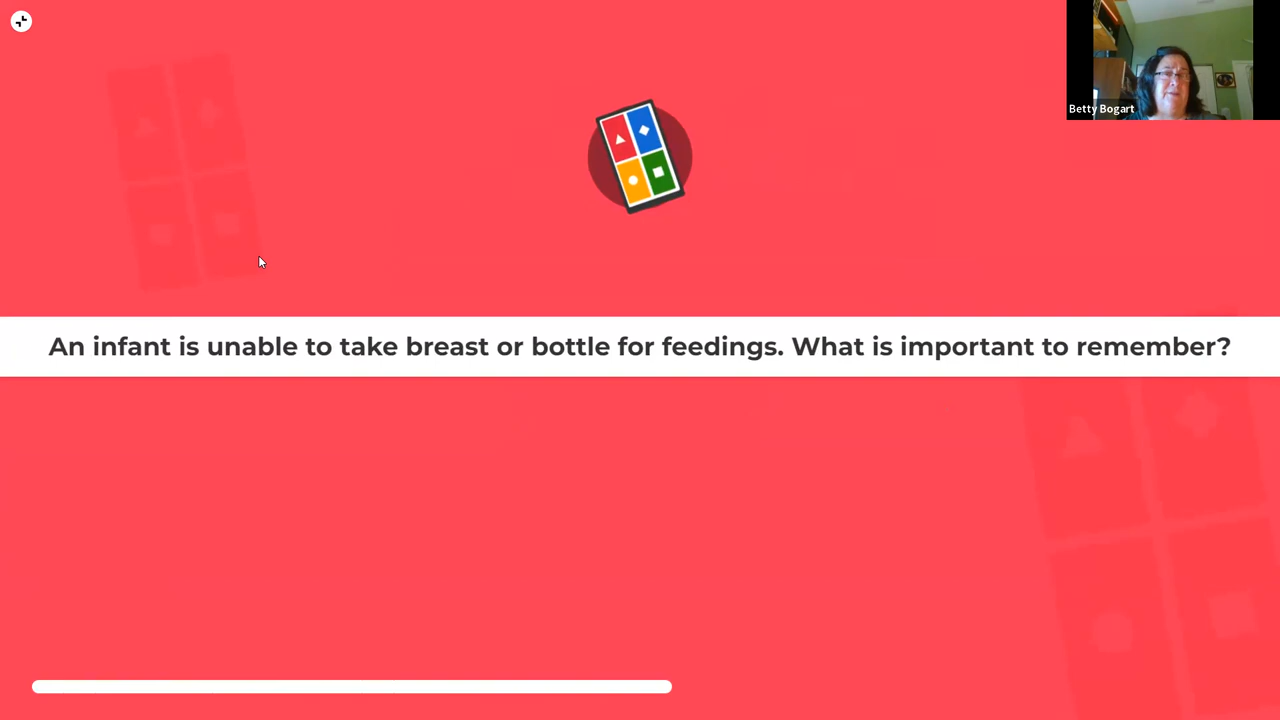 Betty Bogart
An infant is unable to take breast or bottle for feedings. What is important to remember?